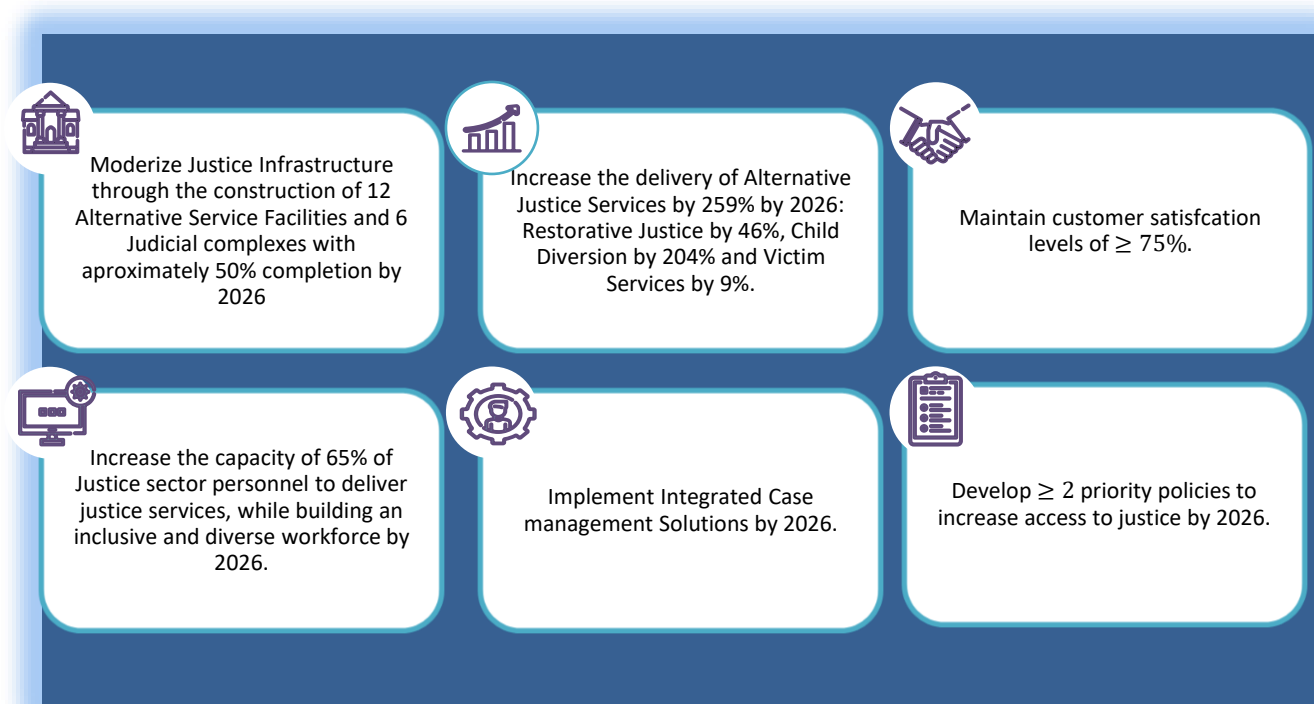 Moderize Justice Infrastructure
through the construction of 12
Alternative Service Facilities and 6
Judicial complexes with
aproximately 50% completion by
2026
Increase the delivery of Alternative
Justice Services by 259% by 2026:
Restorative Justice by 46%, Child
Diversion by 204% and Victim
Services by 9%.
Maintain customer satisfcation
levels of ≥ 75%.
Increase the capacity of 65% of
Justice sector personnel to deliver
justice services, while building an
inclusive and diverse workforce by
2026.
Implement Integrated Case
management Solutions by 2026.
Develop ≥ 2 priority policies to
increase access to justice by 2026.